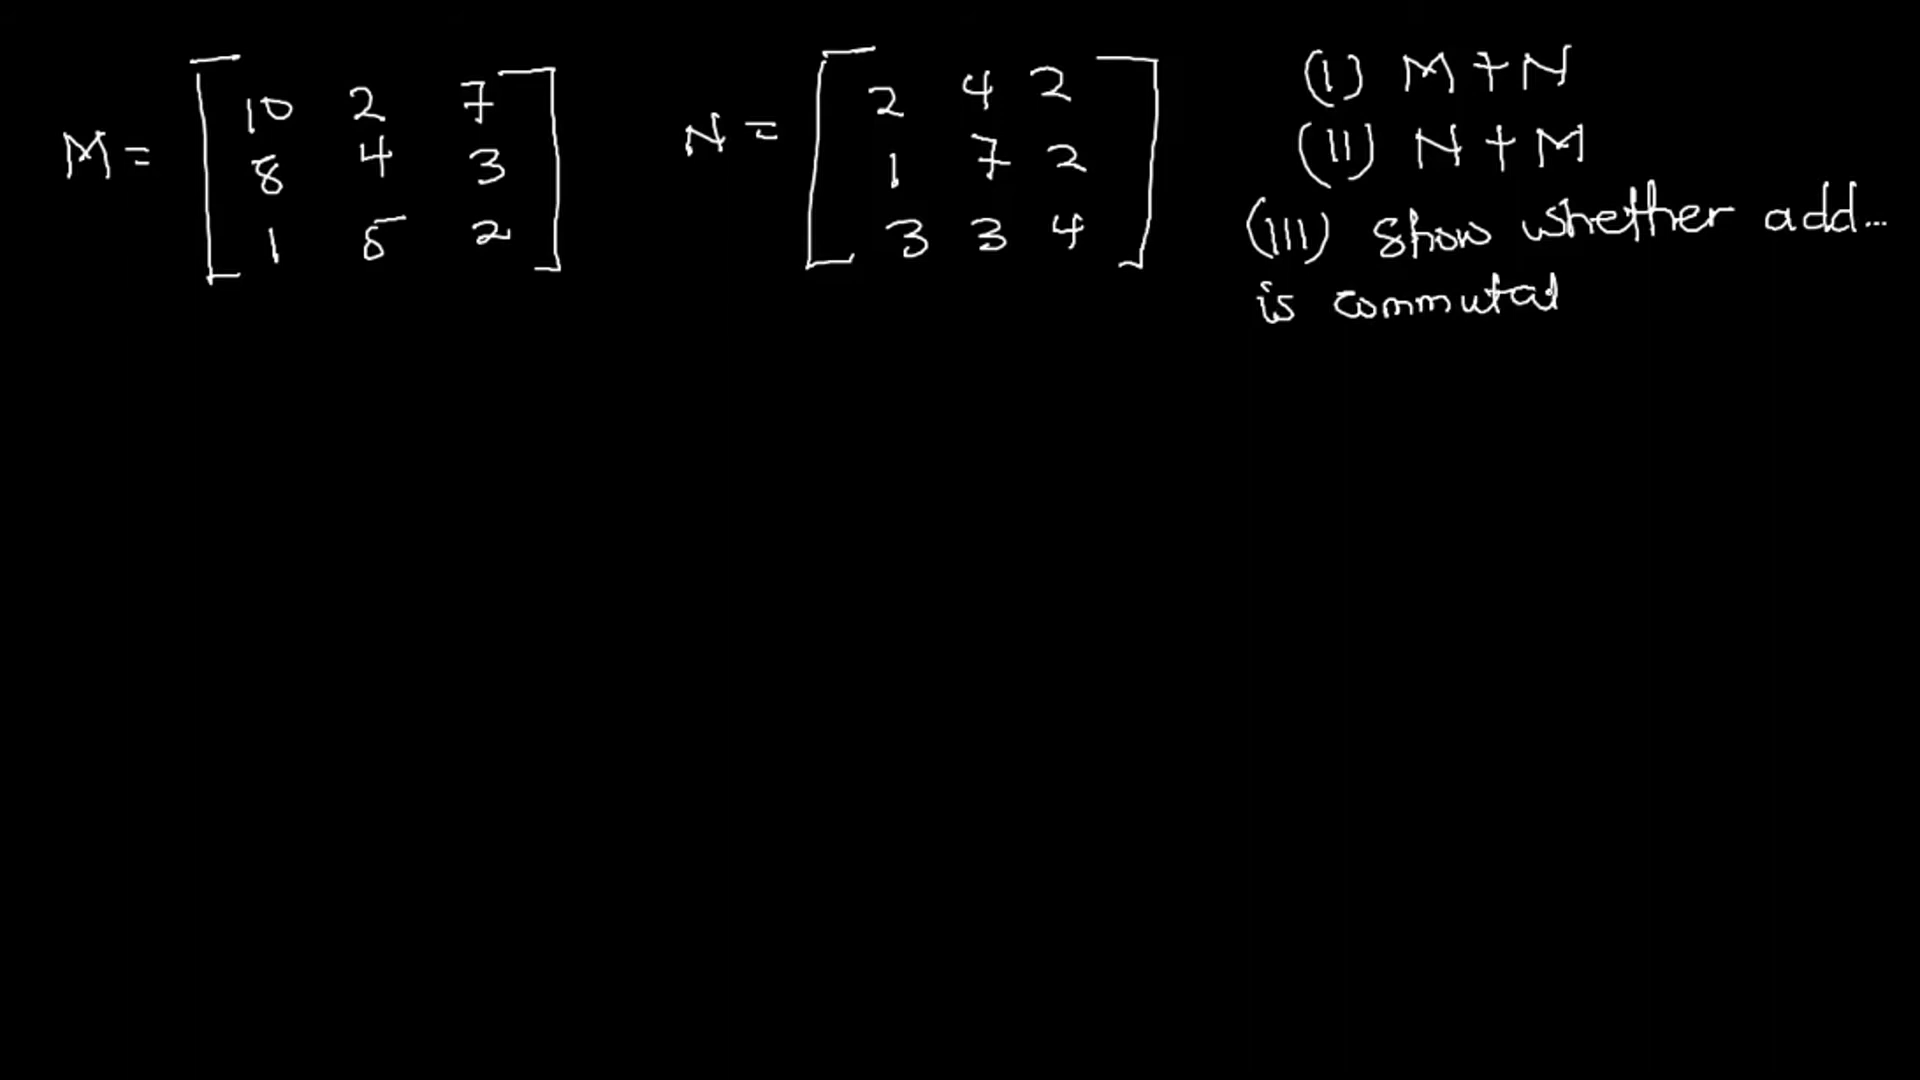 M = [ 10 2 7
8 4 3
1 5 2 ]
N = [ 2 4 2
1 7 2
3 3 4 ]
(I) M + N
(II) N + M
(III) show whether add...
is commutat